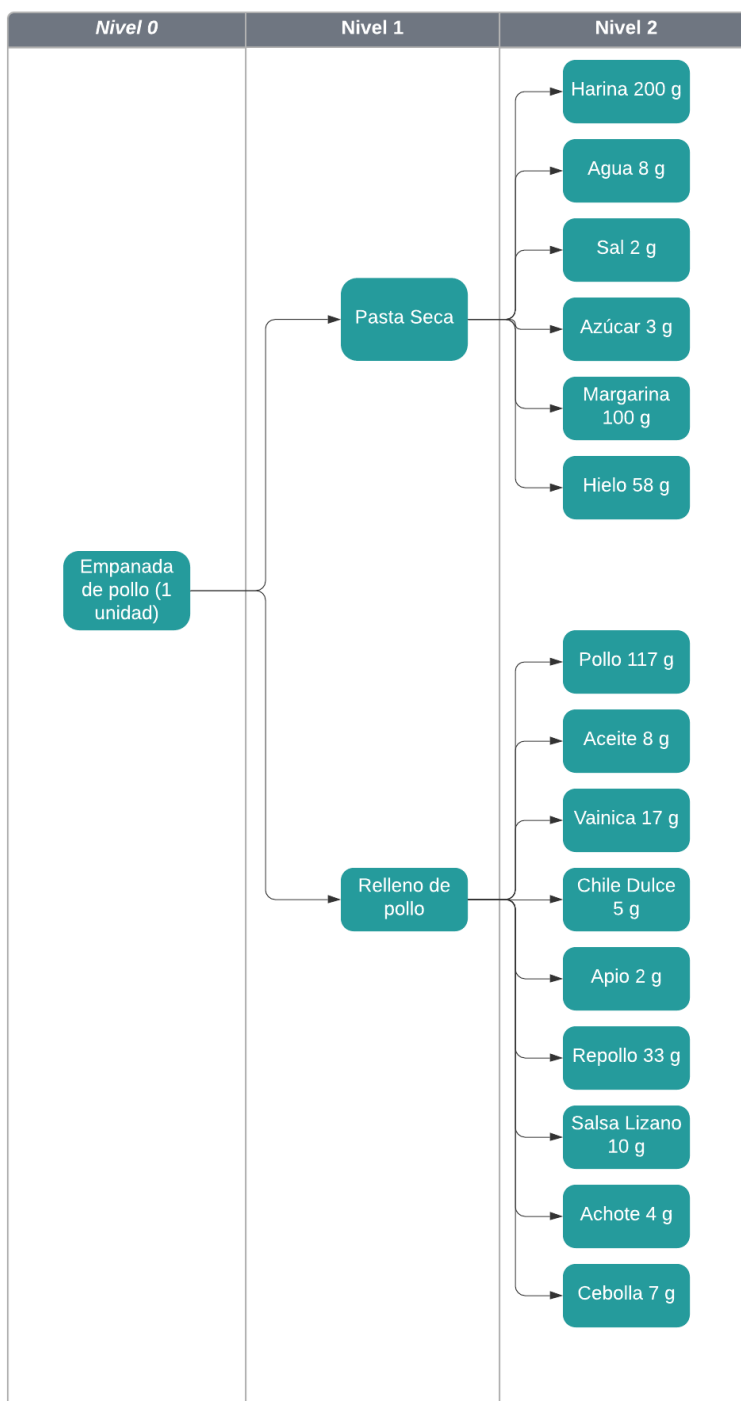 Nivel 0
Nivel 1
Nivel 2
Harina 200 g
Agua 8 g
Sal 2 g
Pasta Seca
Azúcar 3 g
Margarina
100 g
Hielo 58 g
Empanada
de pollo (1
unidad)
Pollo 117 g
Aceite 8 g
Vainica 17 g
Relleno de
pollo
Chile Dulce
5 g
Apio 2 g
Repollo 33 g
Salsa Lizano
10 g
Achote 4 g
Cebolla 7 g